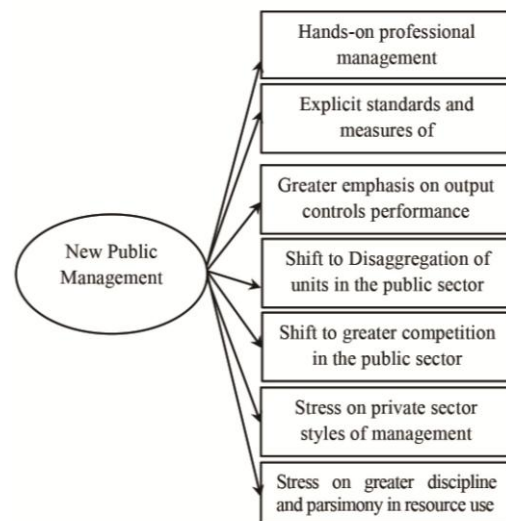 New Public
Management
Hands-on professional
management
Explicit standards and
measures of
Greater emphasis on output
controls performance
Shift to Disaggregation of
units in the public sector
Shift to greater competition
in the public sector
Stress on private sector
styles of management
Stress on greater discipline
and parsimony in resource use